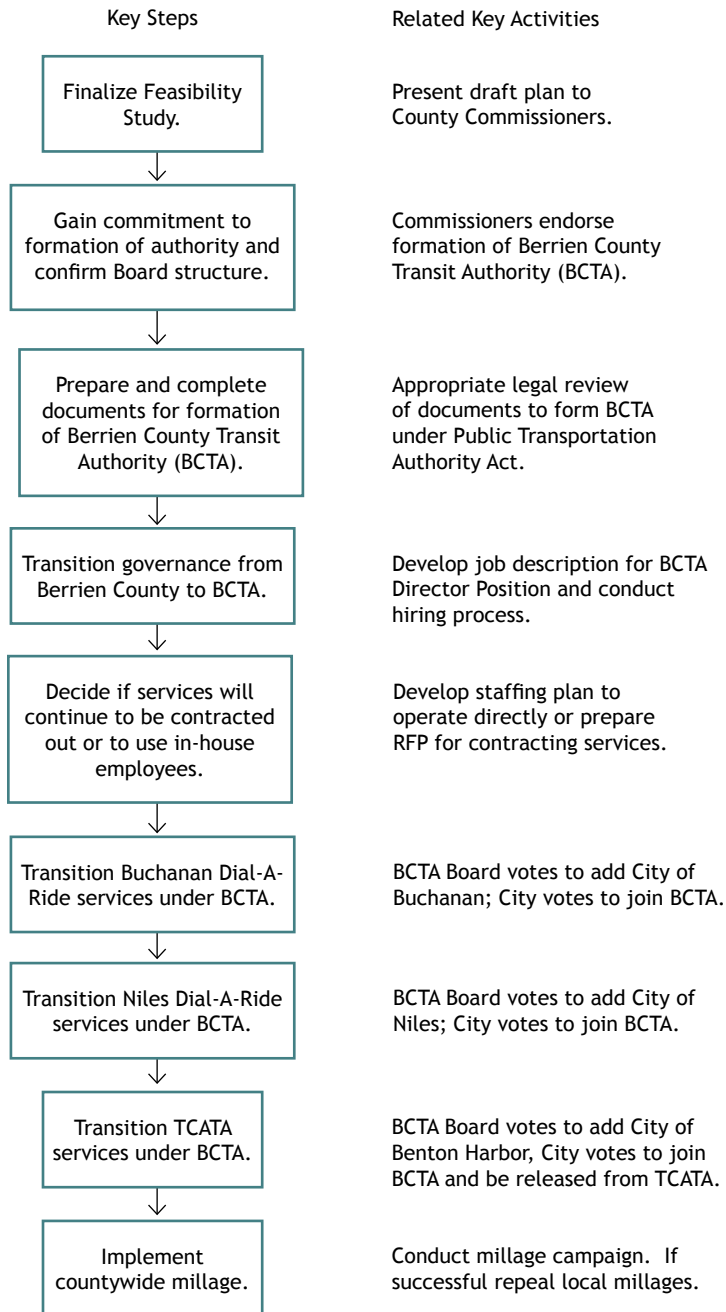 Key Steps
Related Key Activities
Finalize Feasibility
Study.
Present draft plan to
County Commissioners.
Gain commitment to
formation of authority and
confirm Board structure.
Commissioners endorse
formation of Berrien County
Transit Authority (BCTA).
Prepare and complete
documents for formation
of Berrien County Transit
Authority (BCTA).
Appropriate legal review
of documents to form BCTA
under Public Transportation
Authority Act.
Transition governance from
Berrien County to BCTA.
Develop job description for BCTA
Director Position and conduct
hiring process.
Decide if services will
continue to be contracted
out or to use in-house
employees.
Develop staffing plan to
operate directly or prepare
RFP for contracting services.
Transition Buchanan Dial-A-
Ride services under BCTA.
BCTA Board votes to add City of
Buchanan; City votes to join BCTA.
Transition Niles Dial-A-Ride
services under BCTA.
BCTA Board votes to add City of
Niles; City votes to join BCTA.
Transition TCATA
services under BCTA.
BCTA Board votes to add City of
Benton Harbor, City votes to join
BCTA and be released from TCATA.
Implement
countywide millage.
Conduct millage campaign.  If
successful repeal local millages.